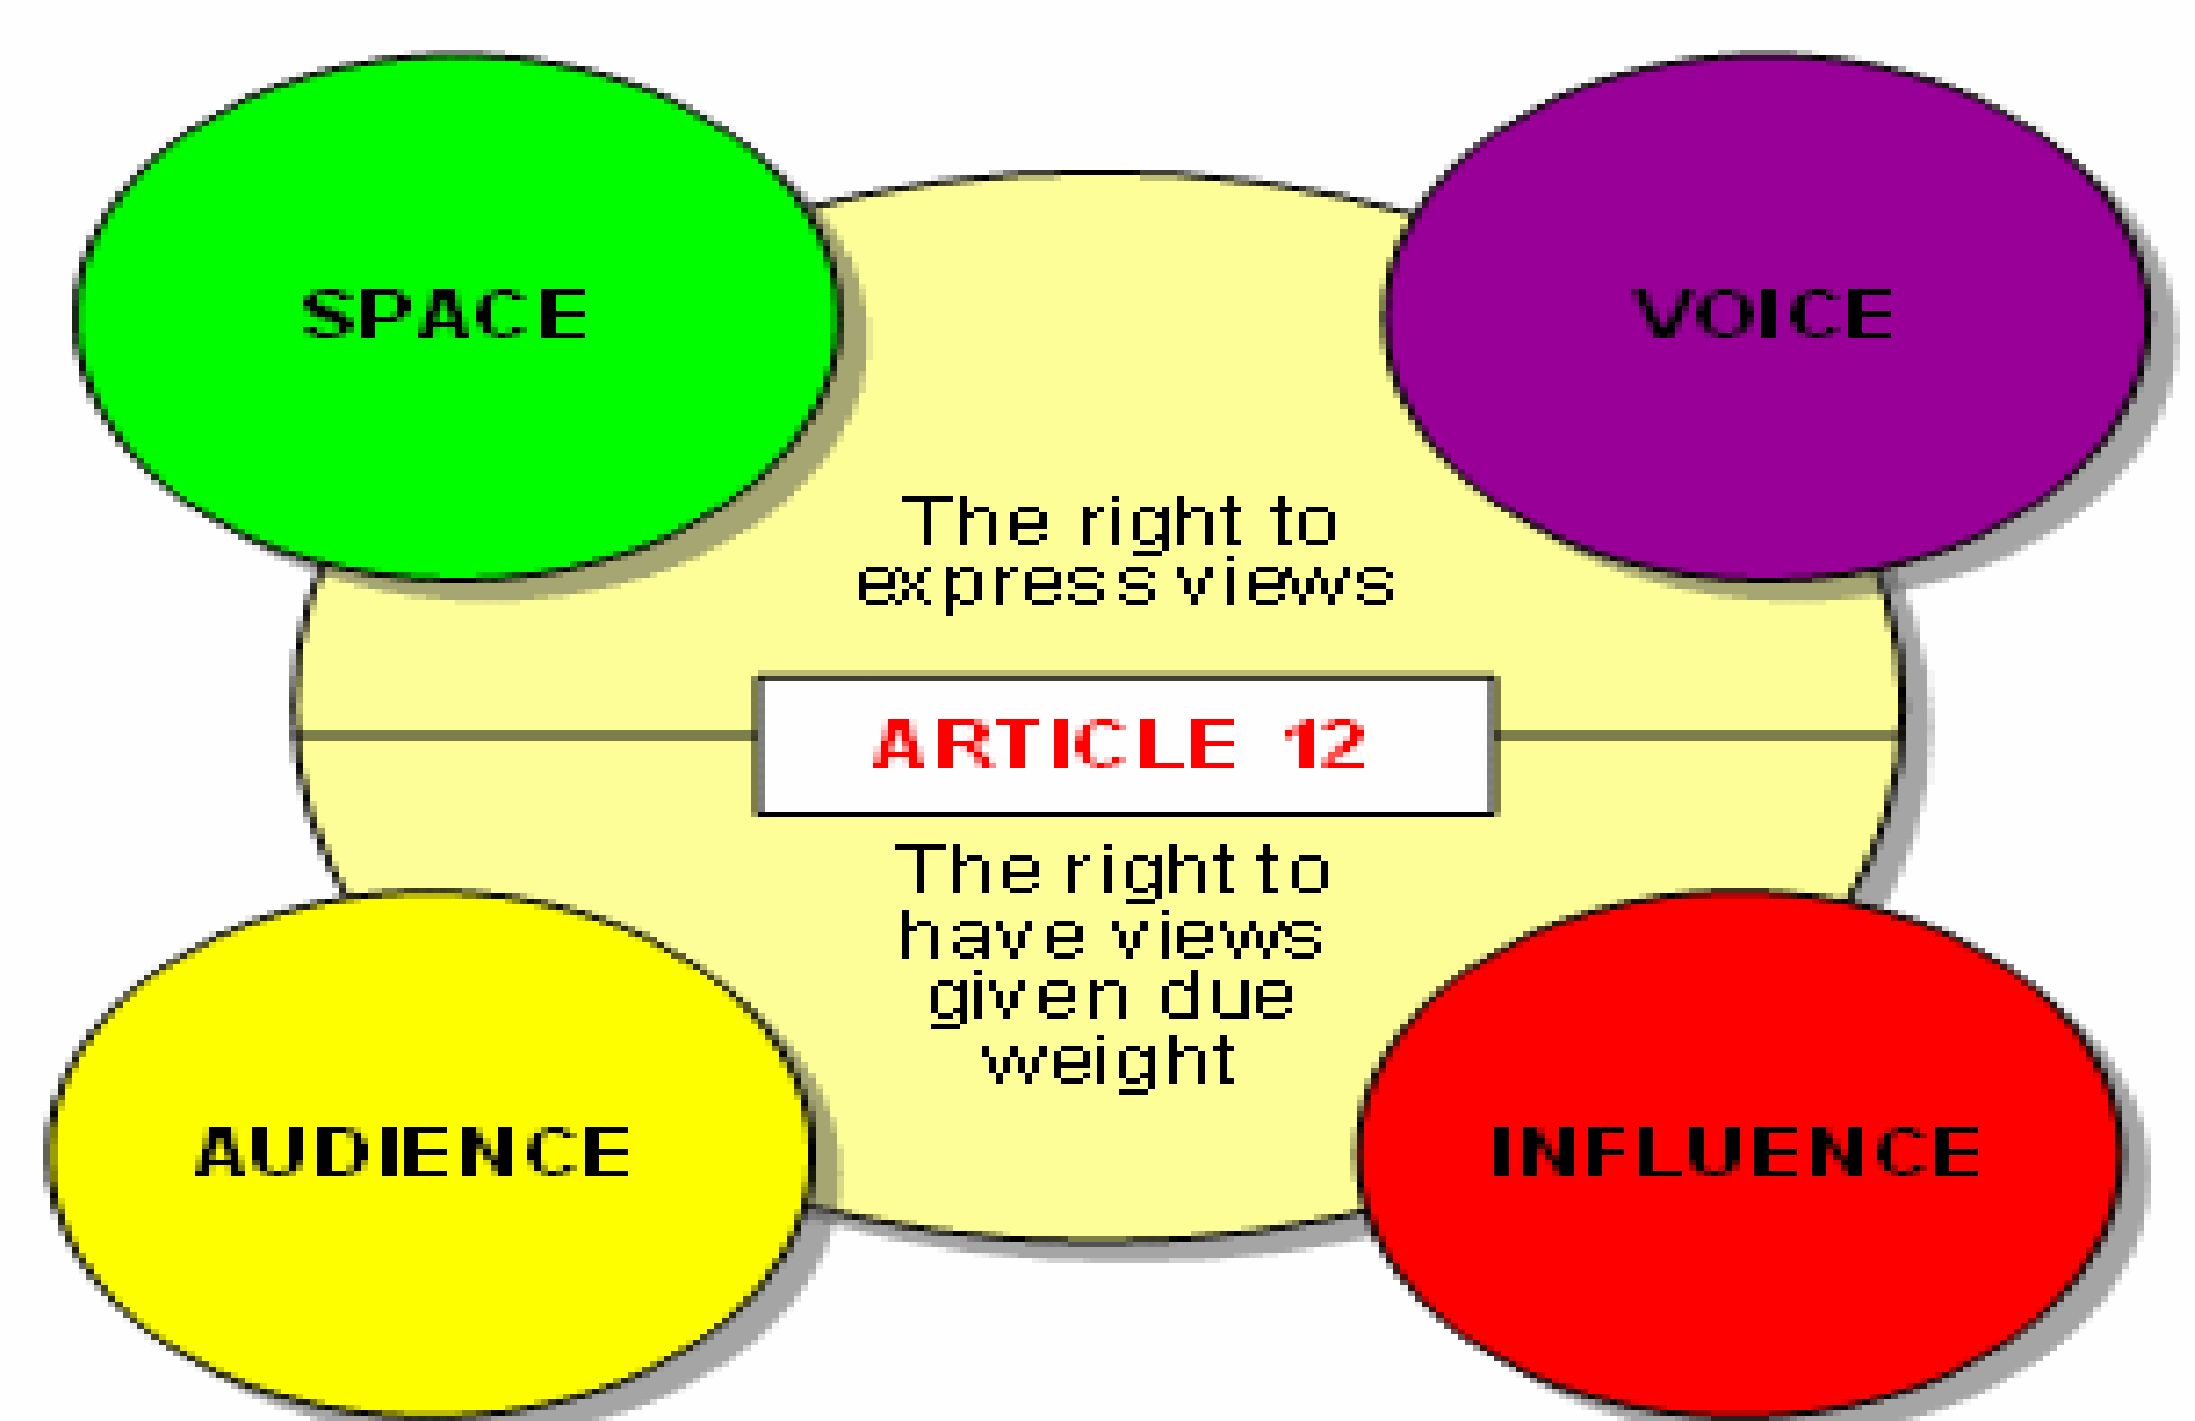 SPACE
VOICE
The right to
express views
ARTICLE 12
The right to
have views
given due
weight
AUDIENCE
INFLUENCE